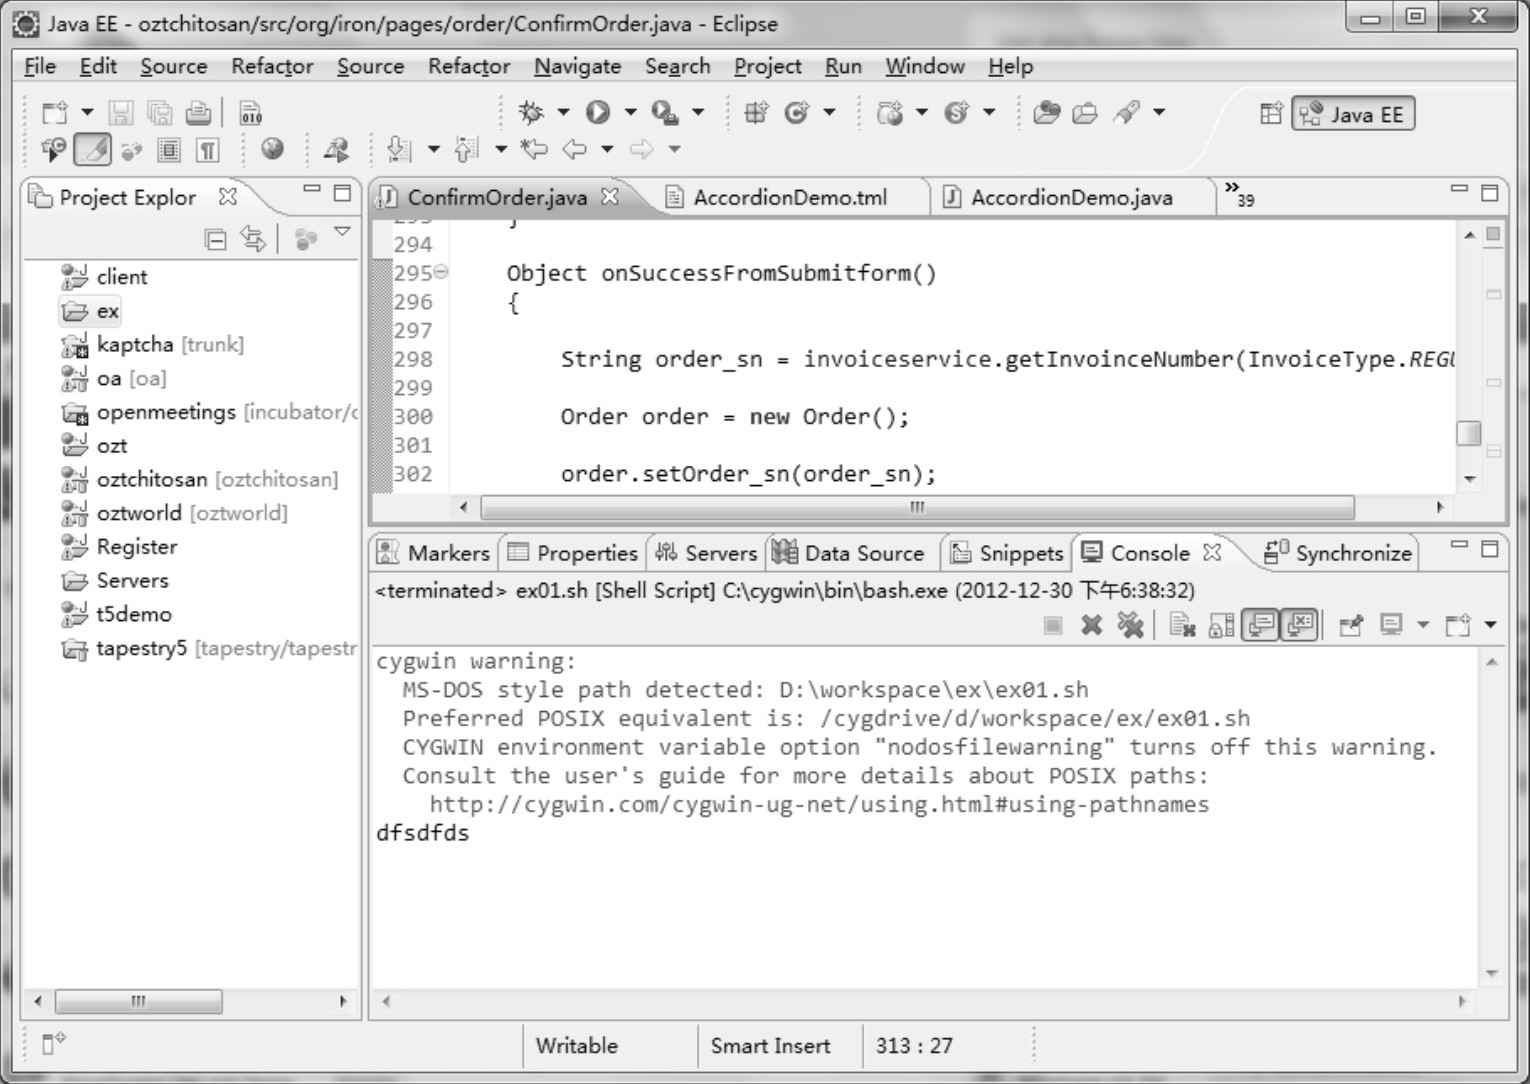 Java EE - oztchitosan/src/org/iron/pages/order/ConfirmOrder.java - Eclipse
File Edit Source Refactor Source Refactor Navigate Search Project Run Window Help
010
Java EE
Project Explor
ConfirmOrder.java AccordionDemo.tml AccordionDemo.java »39
client
ex
kaptcha [trunk]
oa [oa]
openmeetings [incubator/o
ozt
oztchitosan [oztchitosan]
oztworld [oztworld]
Register
Servers
t5demo
tapestry5 [tapestry/tapestr
293 }
294
295 Object onSuccessFromSubmitform()
296 {
297
298 String order_sn = invoiceservice.getInvoinceNumber(InvoiceType.REGU
299
300 Order order = new Order();
301
302 order.setOrder_sn(order_sn);
Markers Properties Servers Data Source Snippets Console Synchronize
<terminated> ex01.sh [Shell Script] C:\cygwin\bin\bash.exe (2012-12-30 下午6:38:32)
cygwin warning:
MS-DOS style path detected: D:\workspace\ex\ex01.sh
Preferred POSIX equivalent is: /cygdrive/d/workspace/ex/ex01.sh
CYGWIN environment variable option "nodosfilewarning" turns off this warning.
Consult the user's guide for more details about POSIX paths:
http://cygwin.com/cygwin-ug-net/using.html#using-pathnames
dfsdfds
Writable Smart Insert 313 : 27